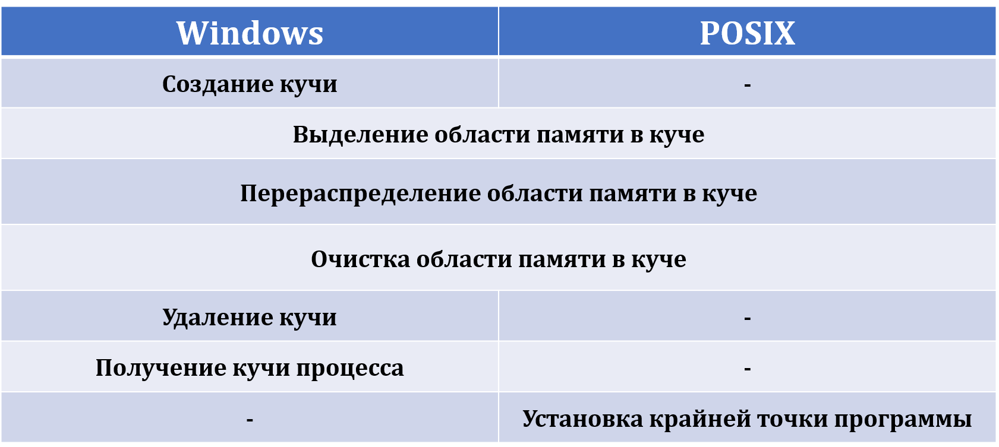 Windows POSIX
Создание кучи -
Выделение области памяти в куче
Перераспределение области памяти в куче
Очистка области памяти в куче
Удаление кучи -
Получение кучи процесса -
- Установка крайней точки программы